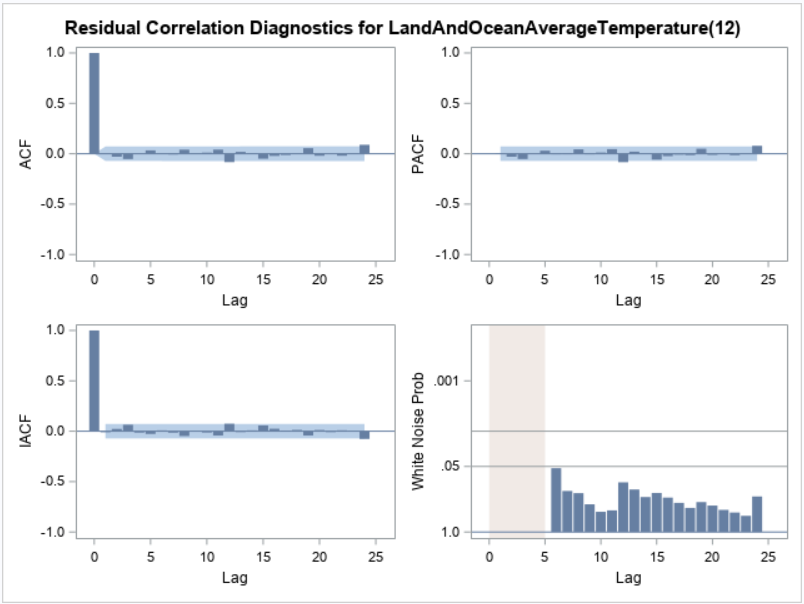 Residual Correlation Diagnostics for LandAndOceanAverageTemperature(12)
1.0
0.5
0.0
-0.5
-1.0
ACF
0 5 10 15 20 25
Lag
1.0
0.5
0.0
-0.5
-1.0
PACF
0 5 10 15 20 25
Lag
1.0
0.5
0.0
-0.5
-1.0
IACF
0 5 10 15 20 25
Lag
.001
.05
1.0
White Noise Prob
0 5 10 15 20 25
Lag